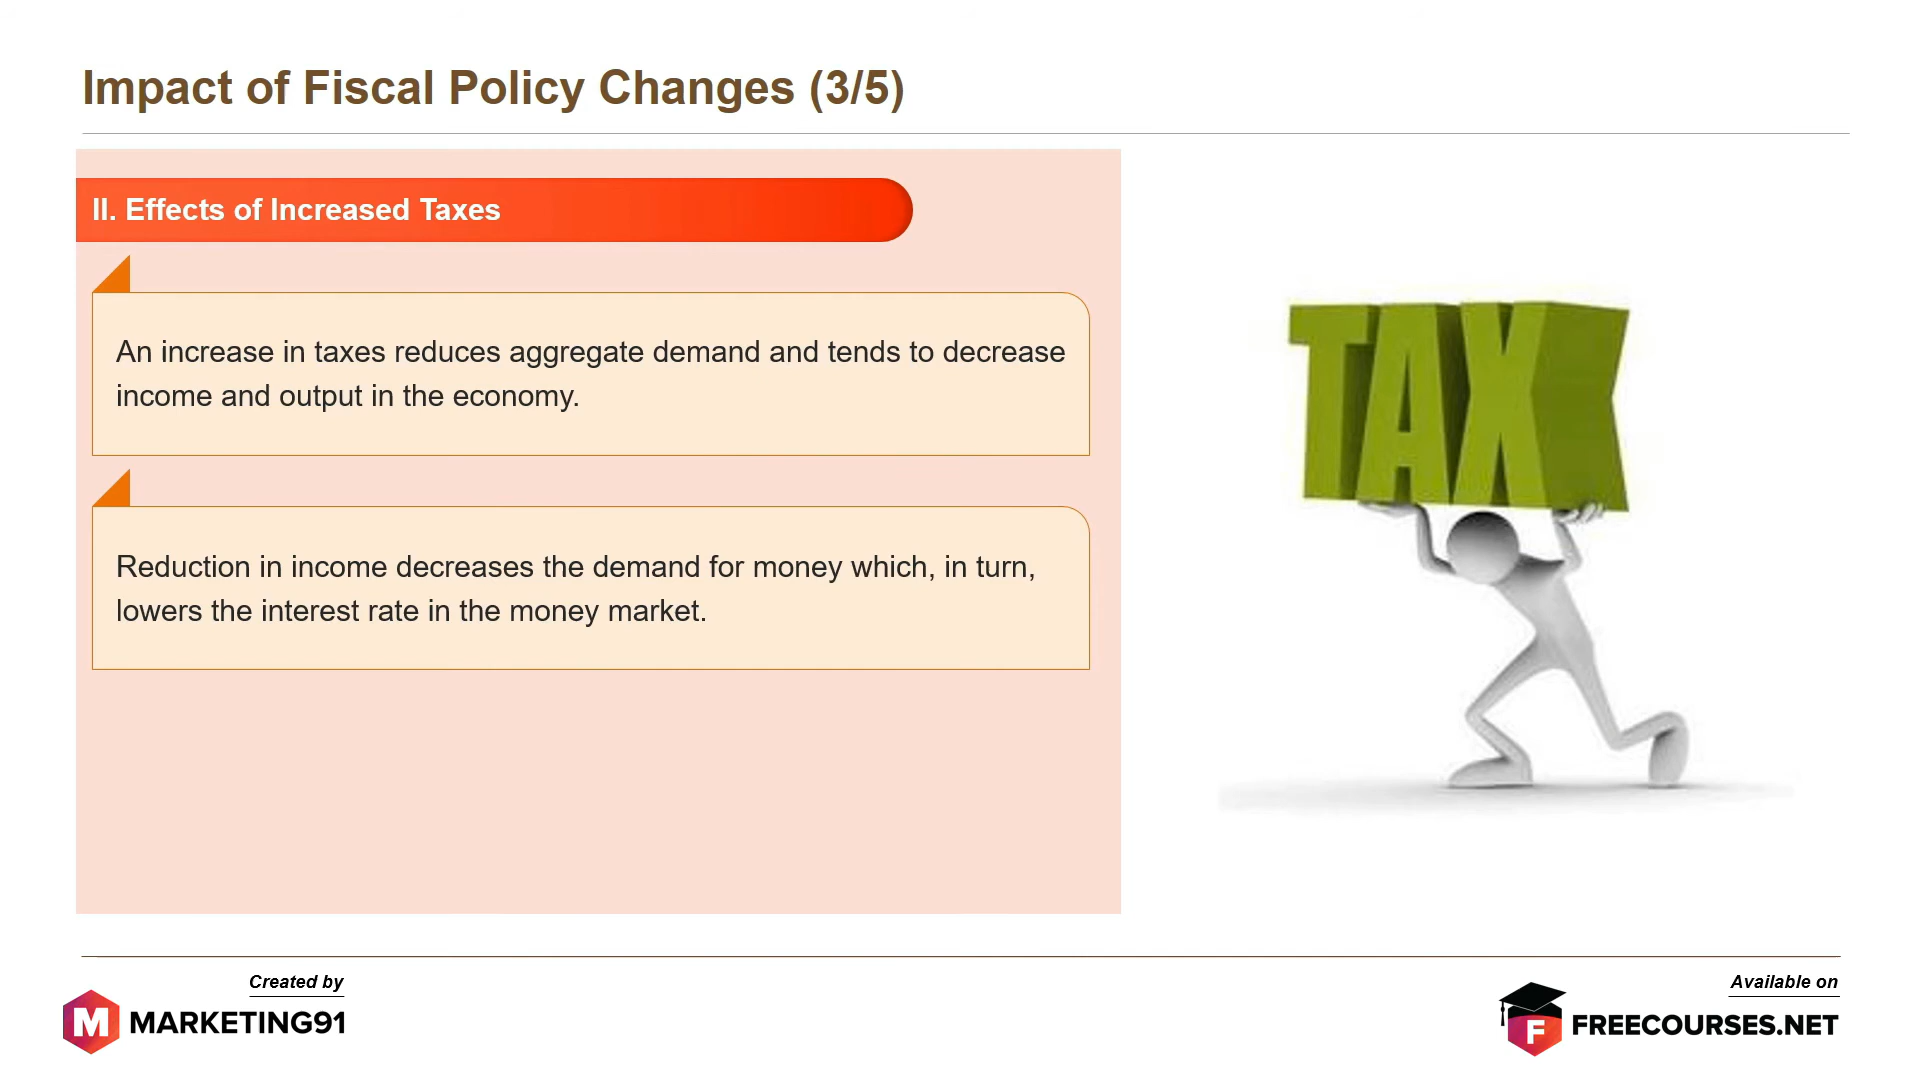 Impact of Fiscal Policy Changes (3/5)
II. Effects of Increased Taxes
An increase in taxes reduces aggregate demand and tends to decrease
income and output in the economy.
Reduction in income decreases the demand for money which, in turn,
lowers the interest rate in the money market.
TAX
Created by
M MARKETING91
Available on
F FREECOURSES.NET